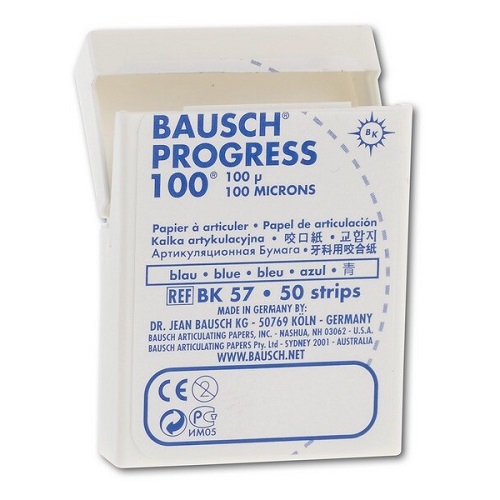 BAUSCH®
PROGRESS
100® 100 µ
100 MICRONS
BK
Papier à articuler • Papel de articulación
Kalka artykulacyjna • 咬口紙 • 교합지
Артикуляционная Бумага • 牙科用咬合紙
blau • blue • bleu • azul • 青
REF BK 57 • 50 strips
MADE IN GERMANY BY:
DR. JEAN BAUSCH KG - 50769 KÖLN - GERMANY
BAUSCH ARTICULATING PAPERS INC. - NASHUA, NH 03062 - U.S.A.
BAUSCH ARTICULATING PAPERS Pty. Ltd - SYDNEY 2001 - AUSTRALIA
WWW.BAUSCH.NET
CE 2
ИМ05